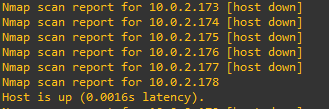 Nmap scan report for 10.0.2.173 [host down]
Nmap scan report for 10.0.2.174 [host down]
Nmap scan report for 10.0.2.175 [host down]
Nmap scan report for 10.0.2.176 [host down]
Nmap scan report for 10.0.2.177 [host down]
Nmap scan report for 10.0.2.178
Host is up (0.0016s latency).